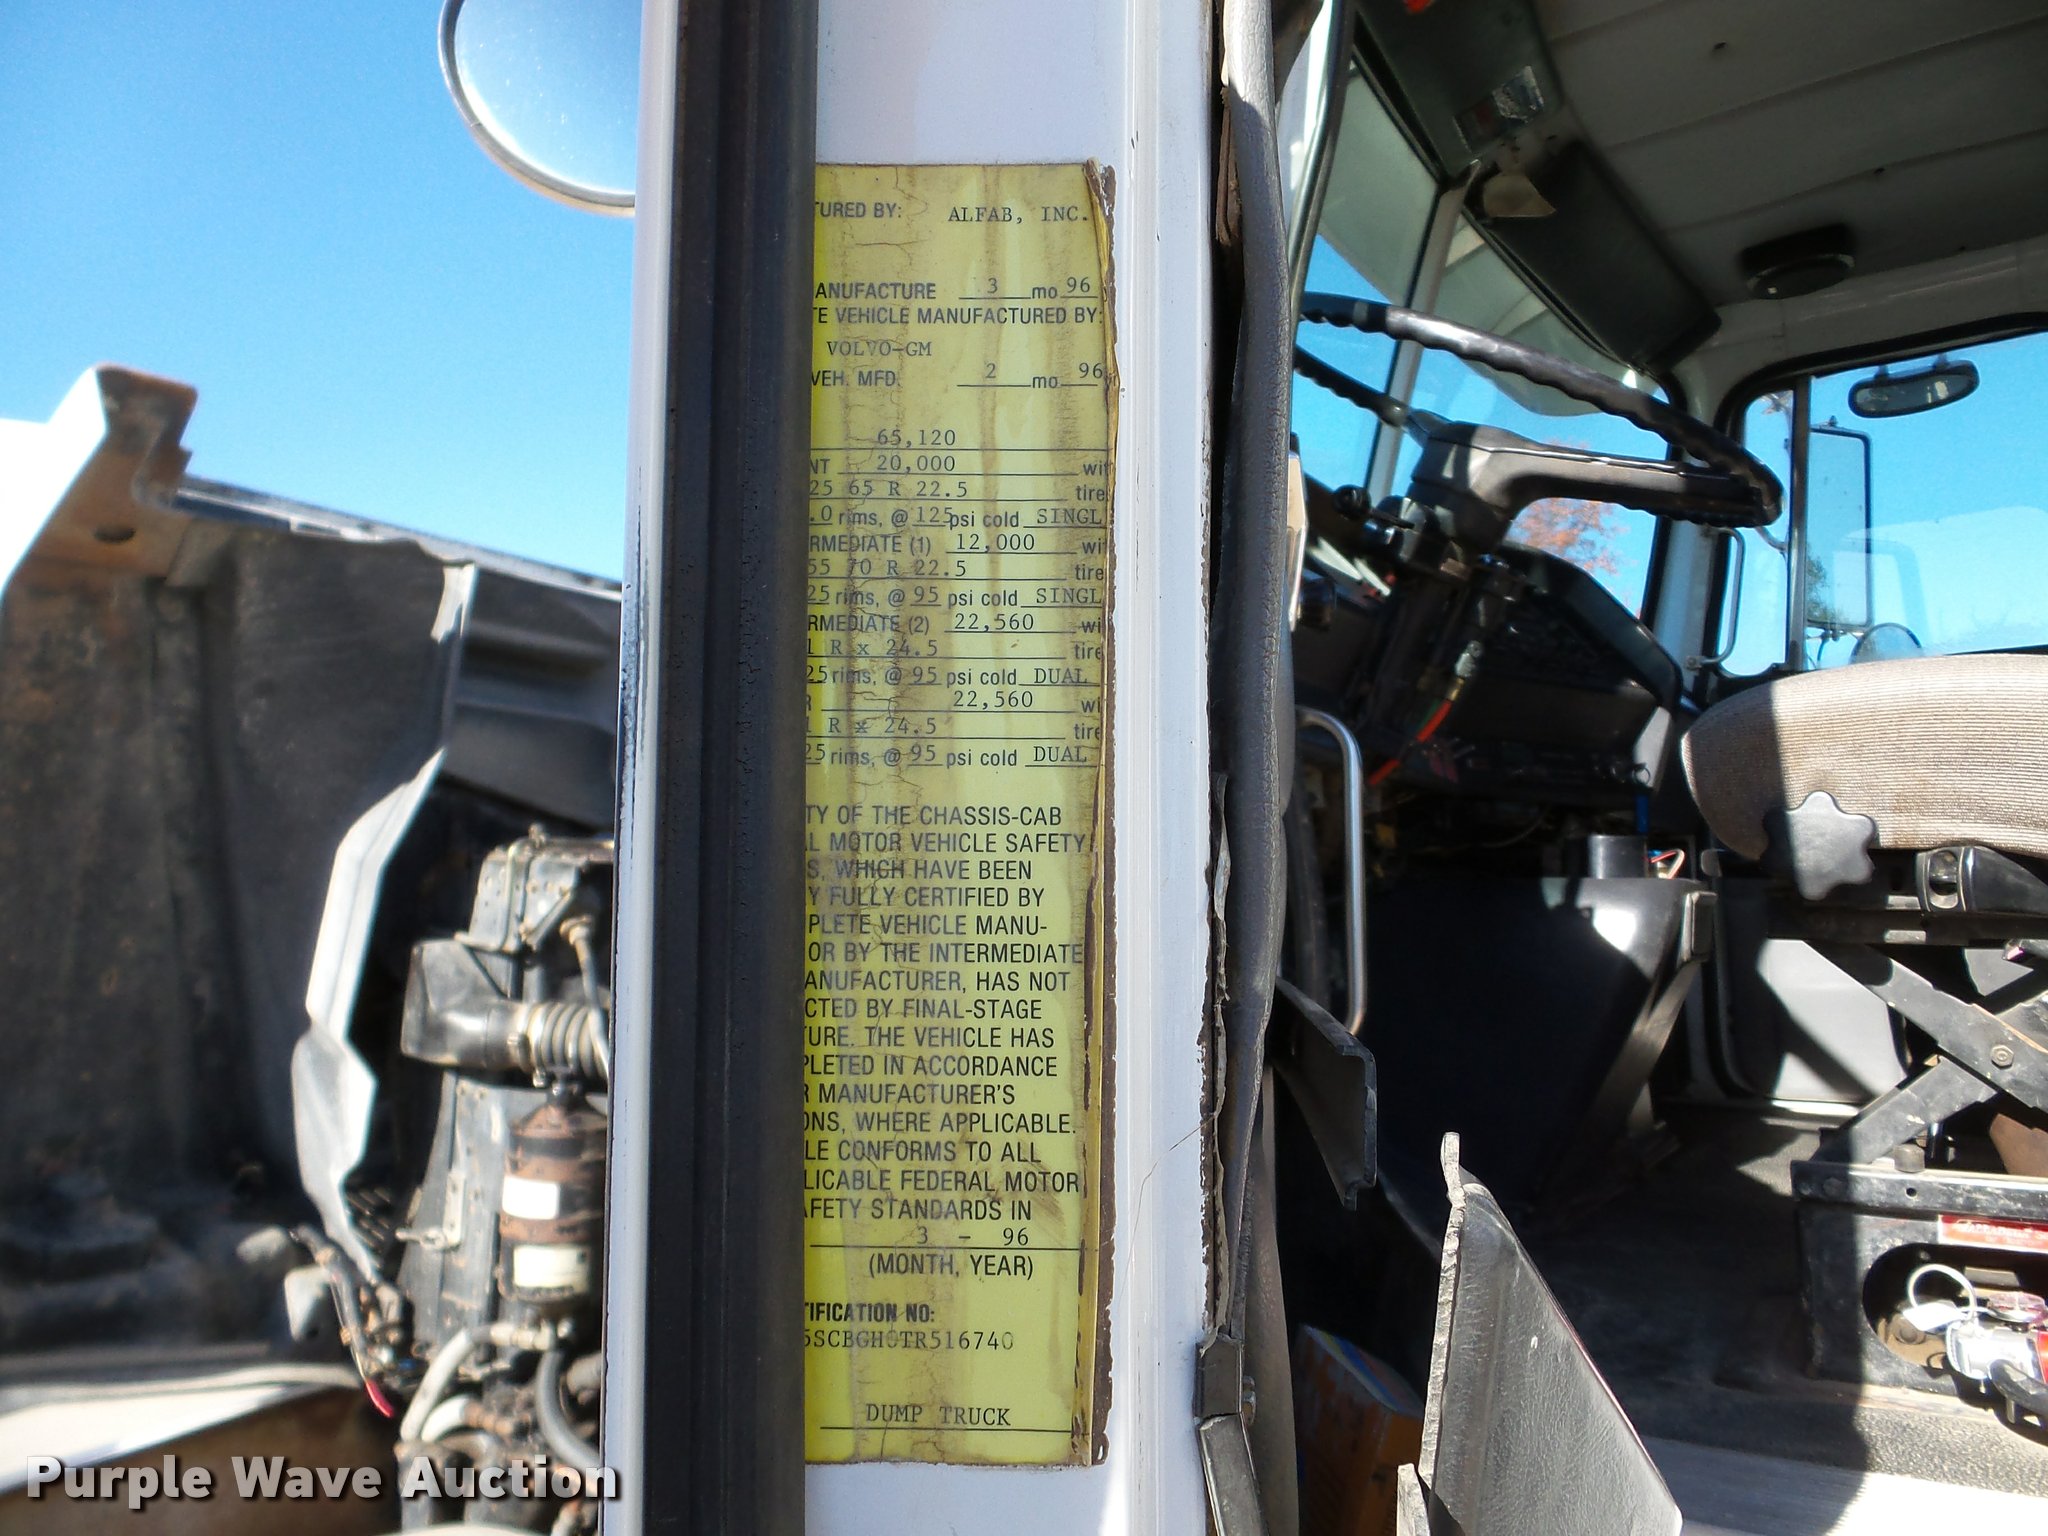 TURED BY: ALFAB, INC.
ANUFACTURE 3 mo 96
TE VEHICLE MANUFACTURED BY:
VOLVO-GM
VEH. MFD. 2 mo 96
65,120
NT 20,000 wit
25 65 R 22.5 tire
.0 rims, @ 125 psi cold SINGL
RMEDIATE (1) 12,000 wi
55 70 R 22.5 tire
25 rims, @ 95 psi cold SINGL
RMEDIATE (2) 22,560 wi
1 R x 24.5 tire
25 rims, @ 95 psi cold DUAL
R 22,560 wi
1 R x 24.5 tire
25 rims, @ 95 psi cold DUAL
TY OF THE CHASSIS-CAB
AL MOTOR VEHICLE SAFETY
S, WHICH HAVE BEEN
Y FULLY CERTIFIED BY
PLETE VEHICLE MANU-
OR BY THE INTERMEDIATE
ANUFACTURER, HAS NOT
CTED BY FINAL-STAGE
TURE. THE VEHICLE HAS
PLETED IN ACCORDANCE
R MANUFACTURER'S
ONS, WHERE APPLICABLE.
LE CONFORMS TO ALL
LICABLE FEDERAL MOTOR
AFETY STANDARDS IN
3 - 96
(MONTH, YEAR)
TIFICATION NO:
5SCBGH0TR516740
DUMP TRUCK
Purple Wave Auction